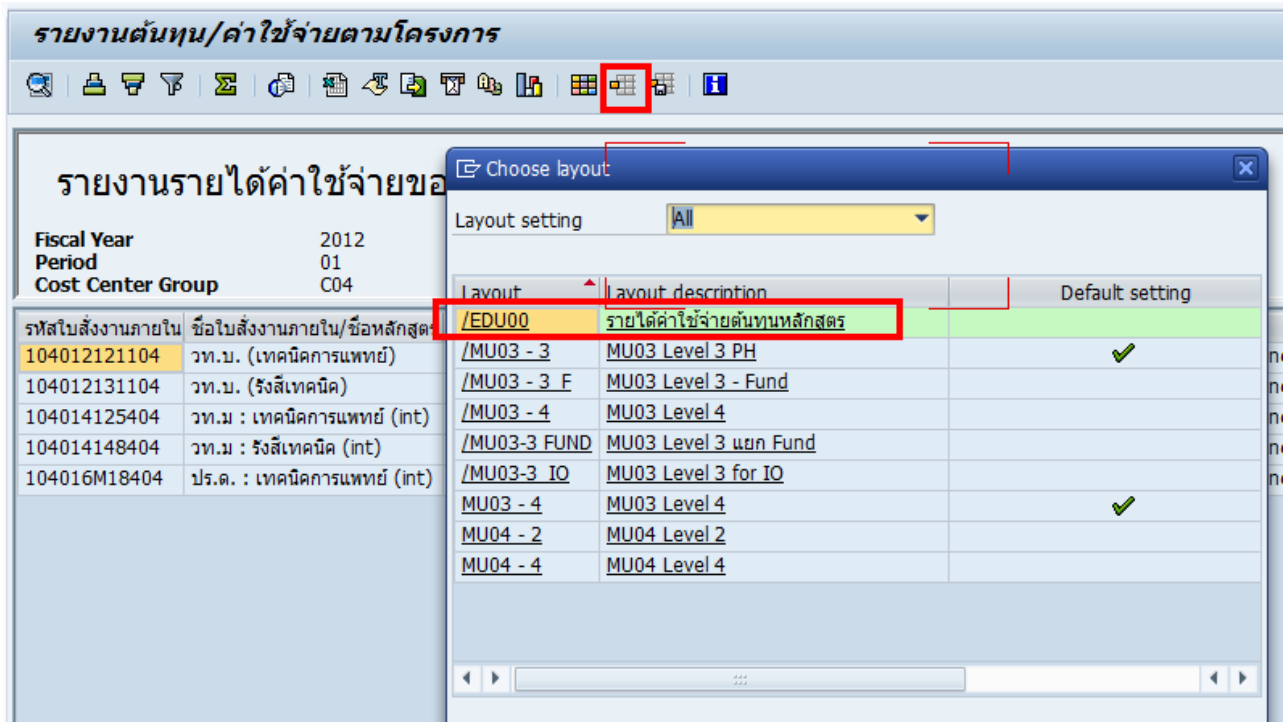 รายงานต้นทุน/ค่าใช้จ่ายตามโครงการ
รายงานรายได้ค่าใช้จ่ายขอ
Fiscal Year 2012
Period 01
Cost Center Group C04
รหัสใบสั่งงานภายใน ชื่อใบสั่งงานภายใน/ชื่อหลักสูตร
104012121104 วท.บ. (เทคนิคการแพทย์)
104012131104 วท.บ. (รังสีเทคนิค)
104014125404 วท.ม : เทคนิคการแพทย์ (int)
104014148404 วท.ม : รังสีเทคนิค (int)
104016M18404 ปร.ด. : เทคนิคการแพทย์ (int)
Choose layout
Layout setting All
Layout Layout description Default setting
/EDU00 รายได้ค่าใช้จ่ายต้นทุนหลักสูตร
/MU03 - 3 MU03 Level 3 PH
/MU03 - 3 F MU03 Level 3 - Fund
/MU03 - 4 MU03 Level 4
/MU03-3 FUND MU03 Level 3 แยก Fund
/MU03-3 IO MU03 Level 3 for IO
MU03 - 4 MU03 Level 4
MU04 - 2 MU04 Level 2
MU04 - 4 MU04 Level 4